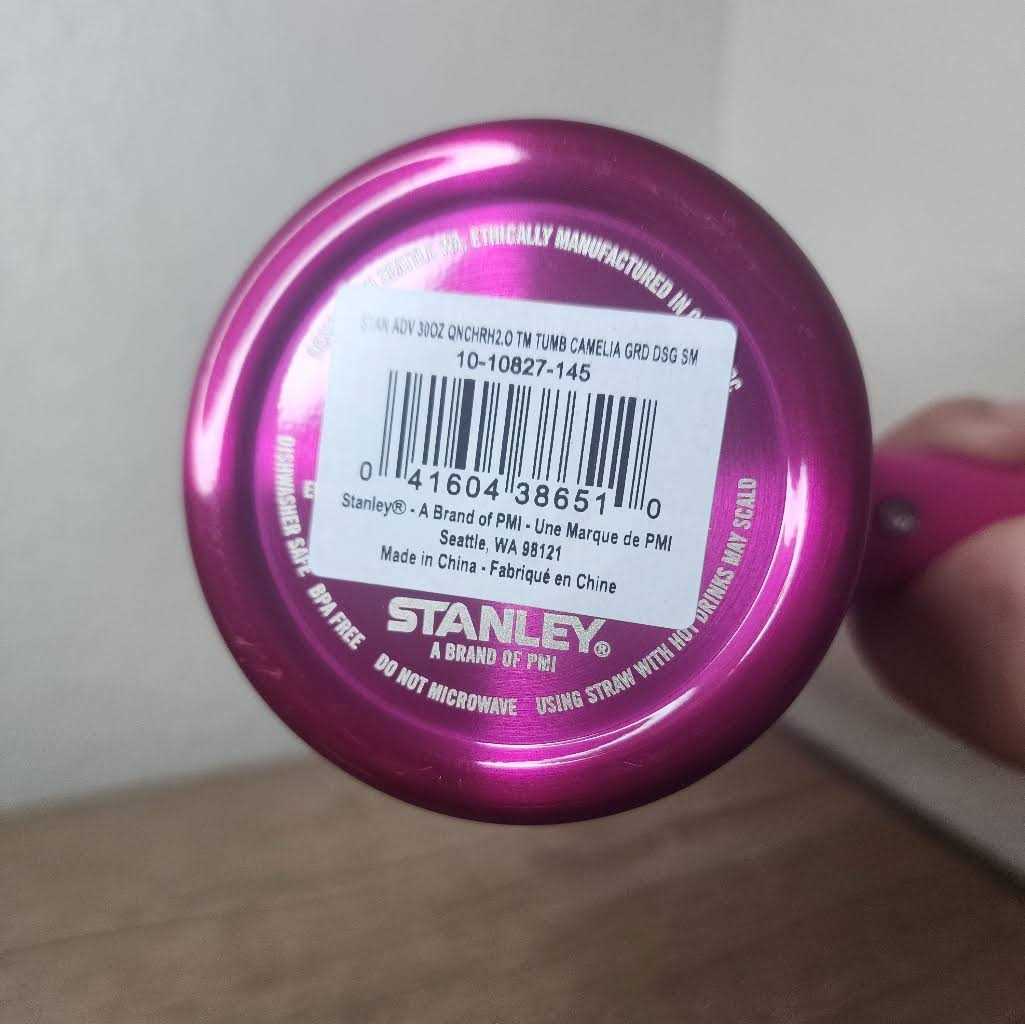 SEATTLE, WA, ETHICALLY MANUFACTURED IN
STAN ADV 30OZ QNCHRH2.O TM TUMB CAMELIA GRD DSG SM
10-10827-145
0 41604 38651 0
Stanley® - A Brand of PMI - Une Marque de PMI
Seattle, WA 98121
Made in China - Fabriqué en Chine
STANLEY®
A BRAND OF PMI
DISHWASHER SAFE BPA FREE DO NOT MICROWAVE USING STRAW WITH HOT DRINKS MAY SCALD